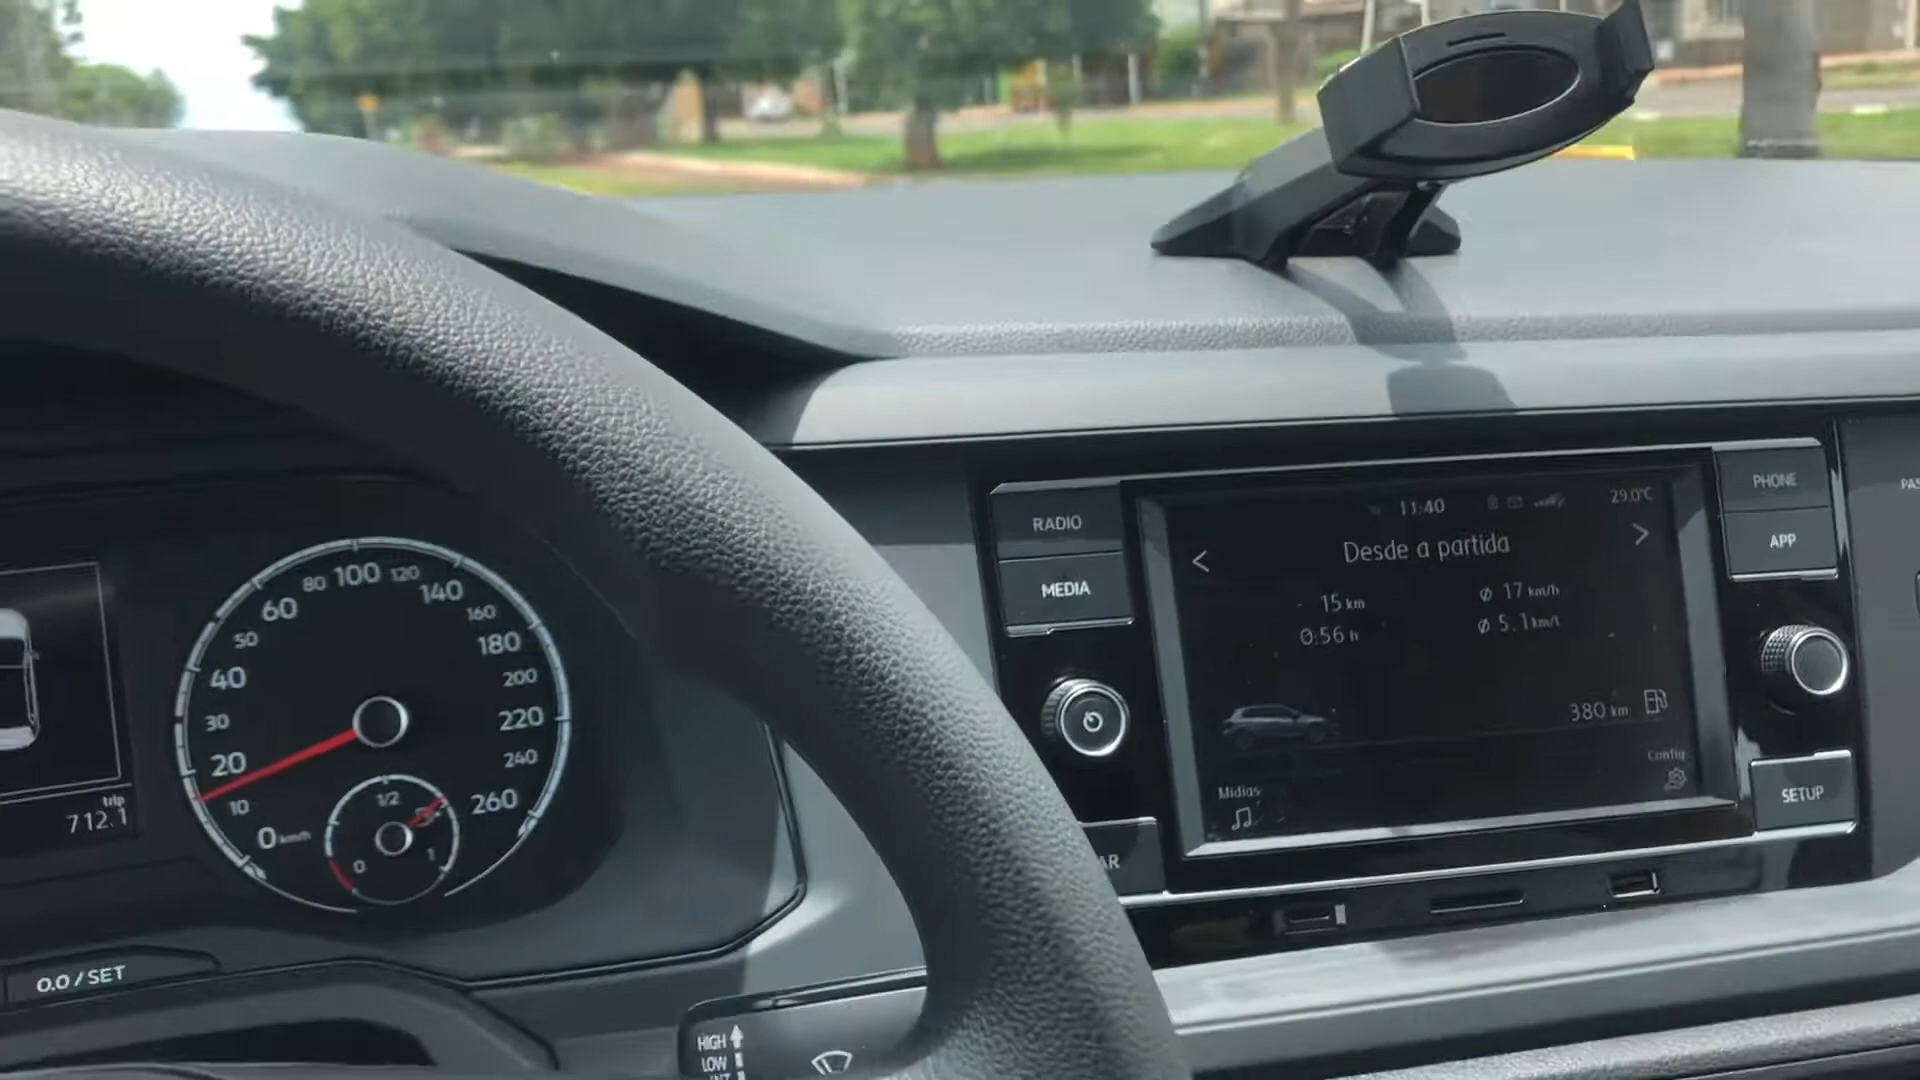 trip
712.1
0.0 / SET
0 km/h
10
20
30
40
50
60
80
100
120
140
160
180
200
220
240
260
0
1/2
1
HIGH
LOW
RADIO
MEDIA
11:40
29.0°C
<
Desde a partida
>
15 km
Ø 17 km/h
0:56 h
Ø 5.1 km/l
380 km
Config
Mídias
PHONE
APP
SETUP